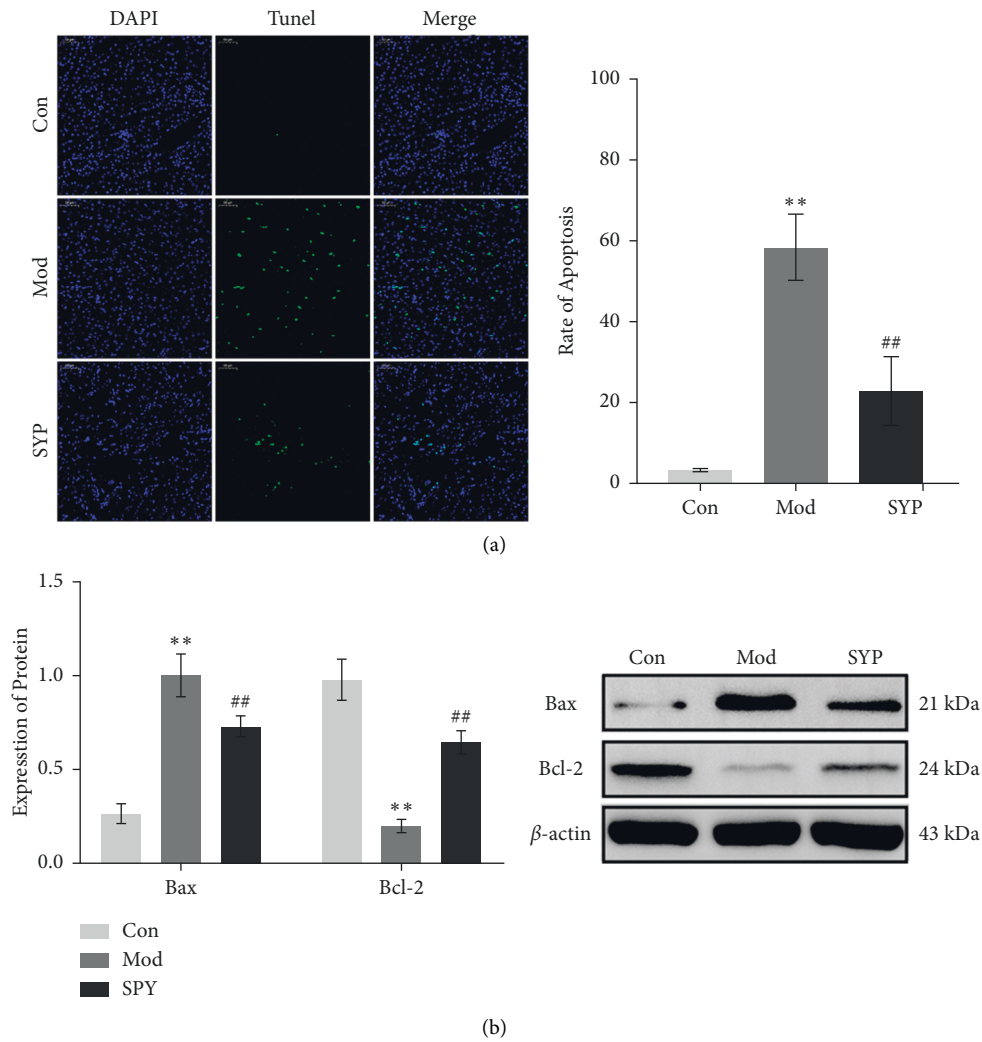 DAPI Tunel Merge
Con
Mod
SYP
100
80
60
40
20
0
Rate of Apoptosis
**
##
Con Mod SYP
(a)
1.5
1.0
0.5
0.0
Expresstion of Protein
**
##
**
##
Bax Bcl-2
Con
Mod
SPY
Con Mod SYP
Bax 21 kDa
Bcl-2 24 kDa
β-actin 43 kDa
(b)